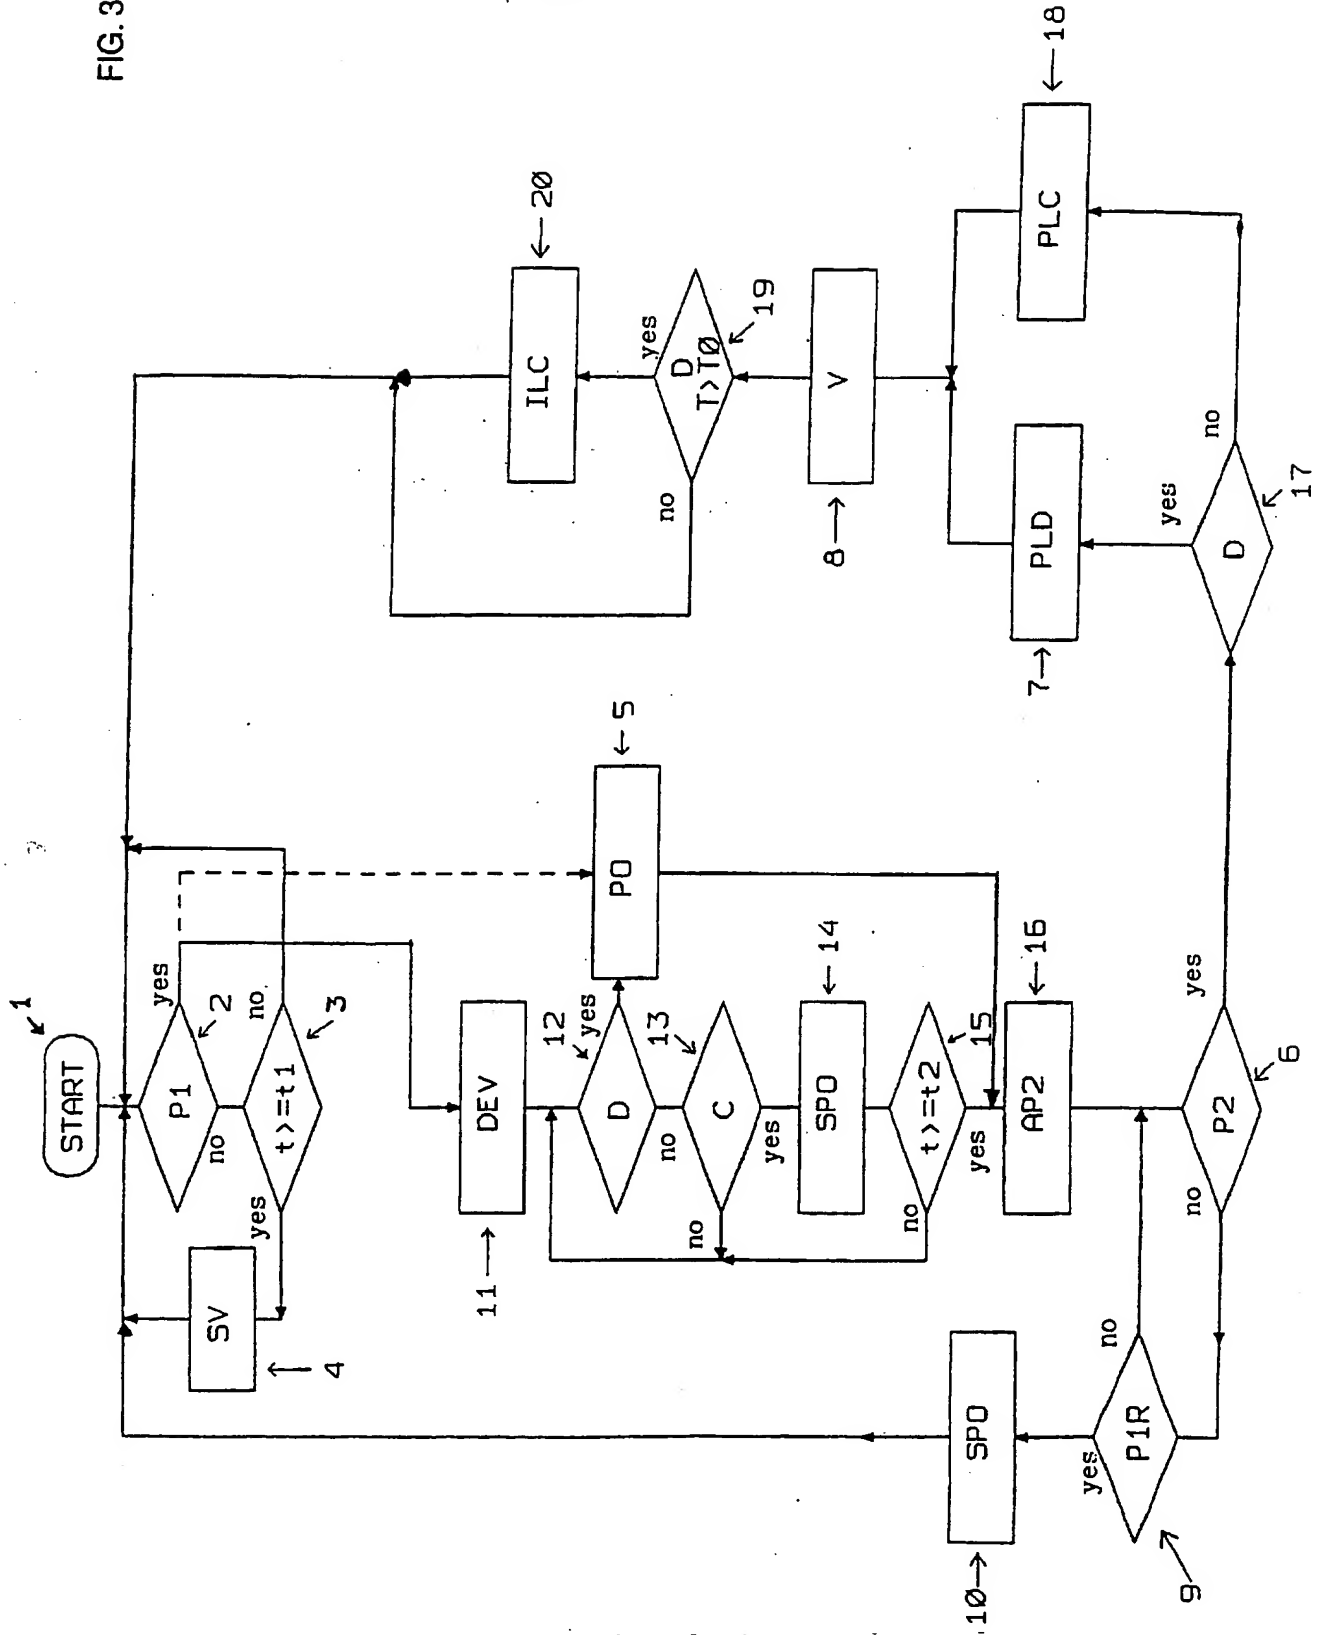 FIG. 3
1
START
P1
yes
2
no
t>=t1
no
3
yes
SV
4
DEV
11
D
12
yes
no
PO
5
C
13
no
yes
SPO
14
t>=t2
15
no
yes
AP2
16
P2
6
yes
no
P1R
9
no
yes
SPO
10
D
17
yes
no
PLD
7
PLC
18
V
8
D
T>TØ
19
yes
no
ILC
20